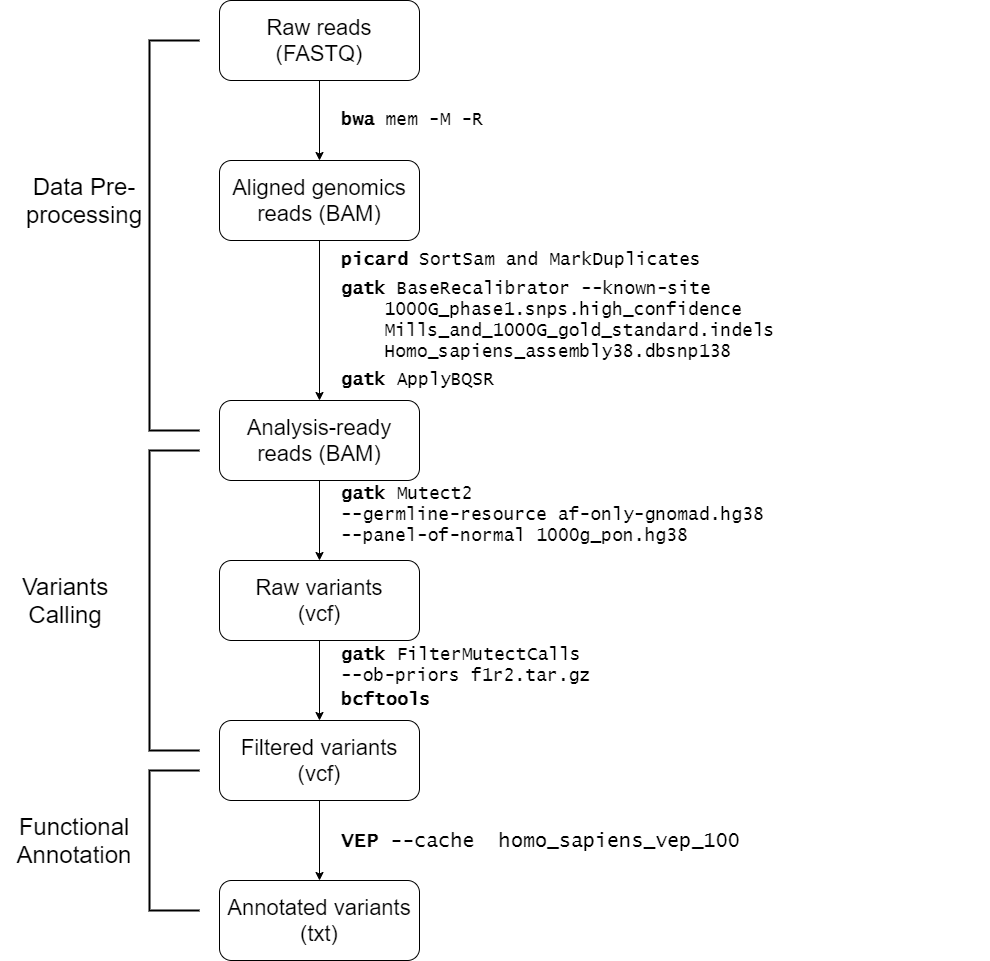 Raw reads
(FASTQ)
bwa mem -M -R
Data Pre-
processing
Aligned genomics
reads (BAM)
picard SortSam and MarkDuplicates
gatk BaseRecalibrator --known-site
1000G_phase1.snps.high_confidence
Mills_and_1000G_gold_standard.indels
Homo_sapiens_assembly38.dbsnp138
gatk ApplyBQSR
Analysis-ready
reads (BAM)
gatk Mutect2
--germline-resource af-only-gnomad.hg38
--panel-of-normal 1000g_pon.hg38
Variants
Calling
Raw variants
(vcf)
gatk FilterMutectCalls
--ob-priors f1r2.tar.gz
bcftools
Filtered variants
(vcf)
Functional
Annotation
VEP --cache homo_sapiens_vep_100
Annotated variants
(txt)